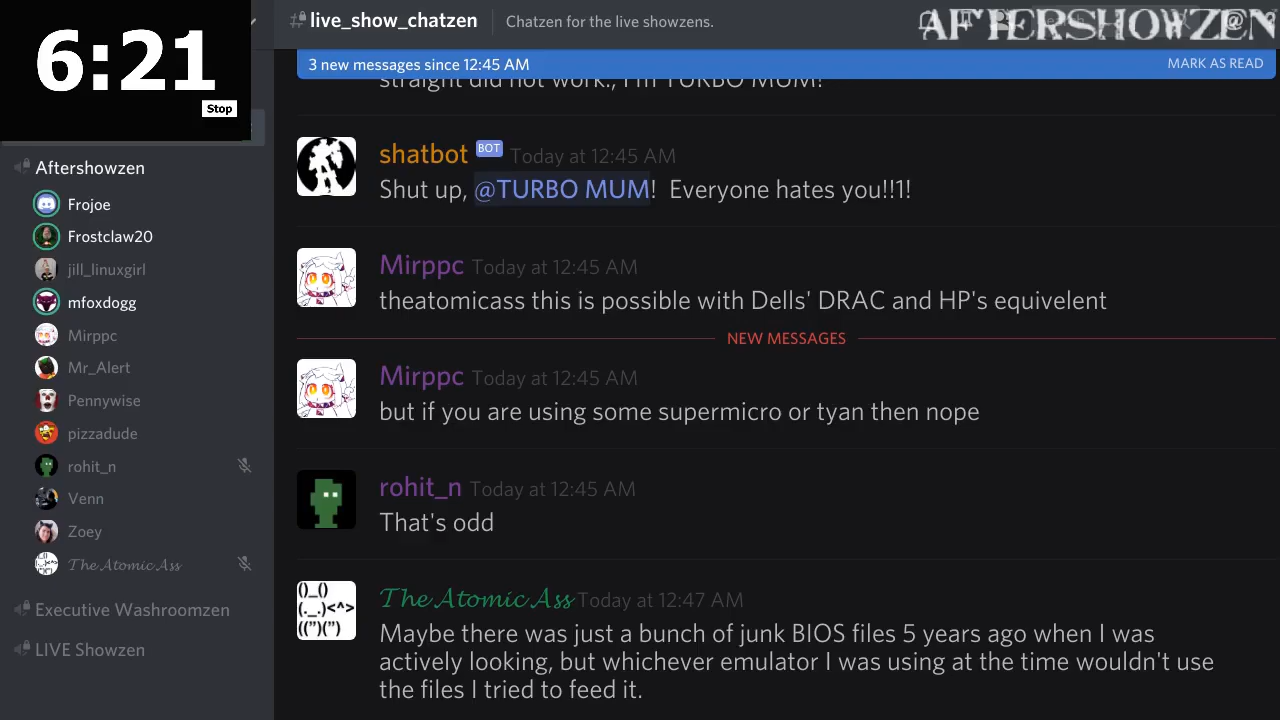 6:21
Stop
live_show_chatzen
Chatzen for the live showzens.
AFTERSHOWZEN
3 new messages since 12:45 AM
MARK AS READ
straight did not work., I'm TURBO MUM!
Aftershowzen
Frojoe
Frostclaw20
jill_linuxgirl
mfoxdogg
Mirppc
Mr_Alert
Pennywise
pizzadude
rohit_n
Venn
Zoey
The Atomic Ass
Executive Washroomzen
LIVE Showzen
shatbot BOT Today at 12:45 AM
Shut up, @TURBO MUM!  Everyone hates you!!1!
Mirppc Today at 12:45 AM
theatomicass this is possible with Dells' DRAC and HP's equivelent
NEW MESSAGES
Mirppc Today at 12:45 AM
but if you are using some supermicro or tyan then nope
rohit_n Today at 12:45 AM
That's odd
()_()
(._.)<^>
((")(")
The Atomic Ass Today at 12:47 AM
Maybe there was just a bunch of junk BIOS files 5 years ago when I was
actively looking, but whichever emulator I was using at the time wouldn't use
the files I tried to feed it.